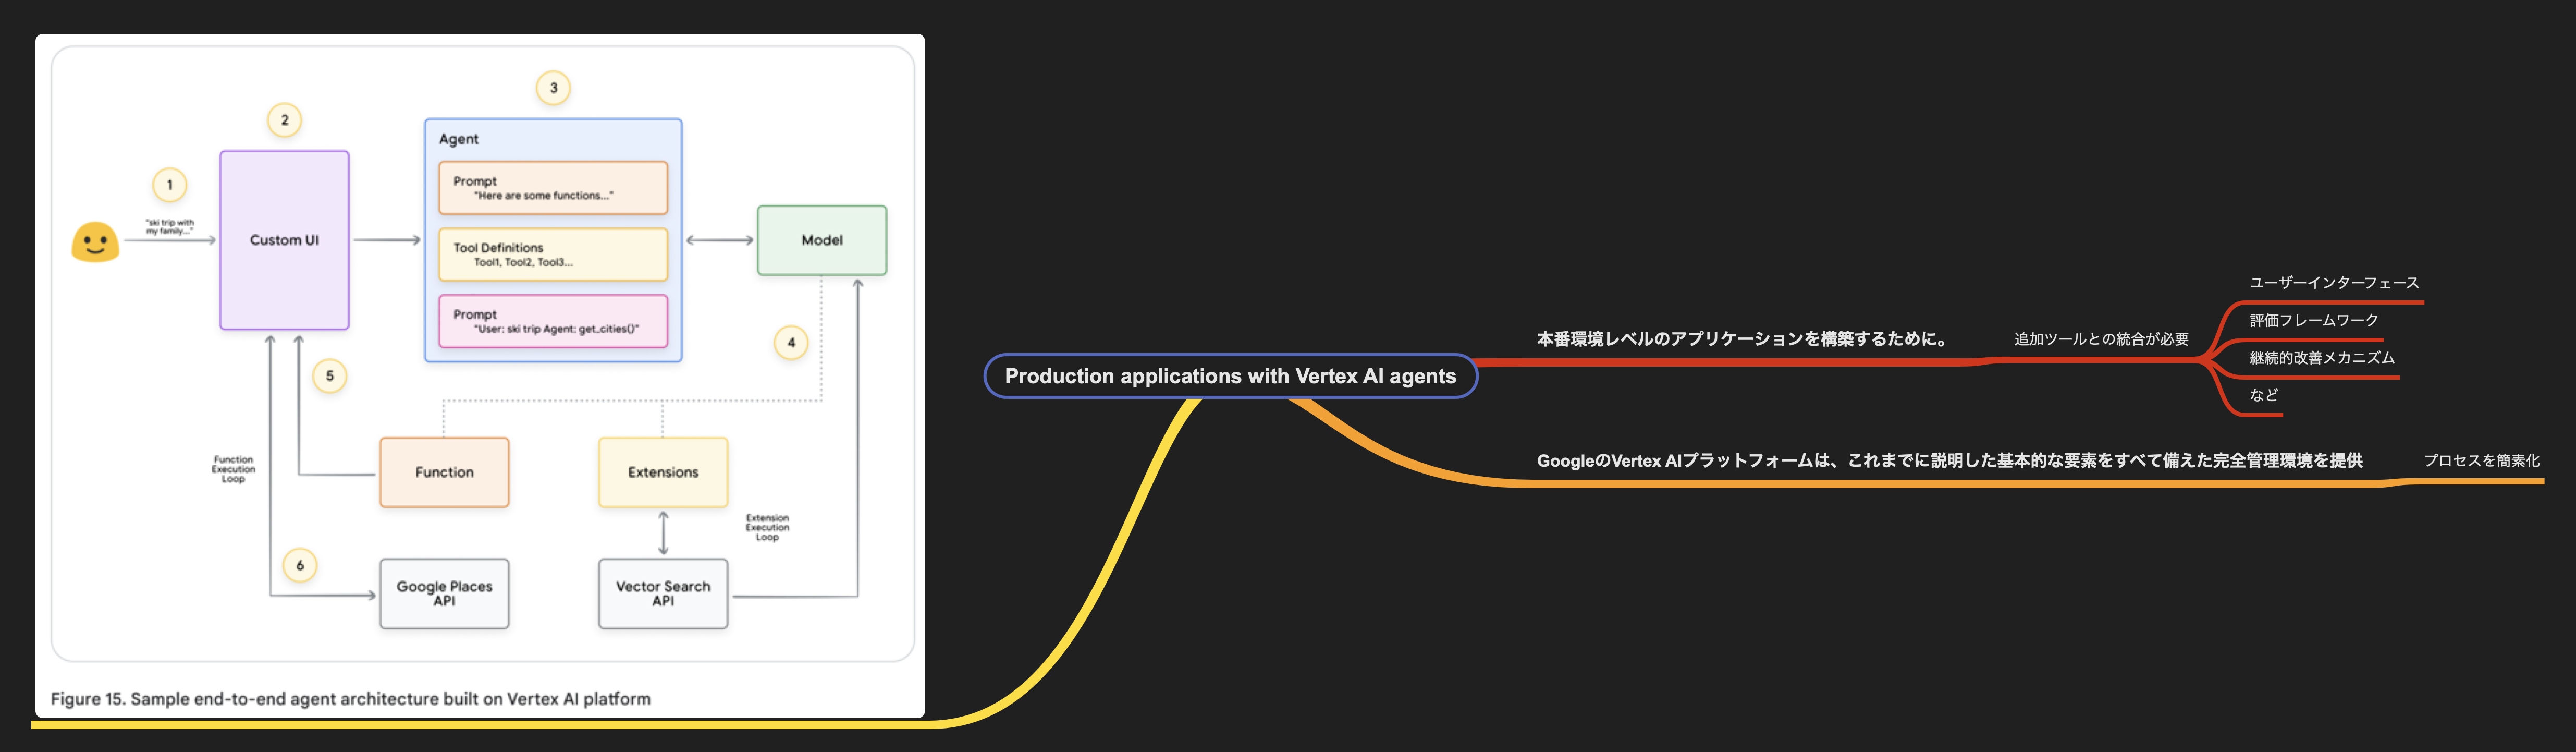 3
2
1
"ski trip with
my family..."
Custom UI
Agent
Prompt
"Here are some functions..."
Tool Definitions
Tool1, Tool2, Tool3...
Prompt
"User: ski trip Agent: get_cities()"
Model
4
5
Function
Execution
Loop
Function
Extensions
Extension
Execution
Loop
6
Google Places
API
Vector Search
API
Figure 15. Sample end-to-end agent architecture built on Vertex AI platform
Production applications with Vertex AI agents
本番環境レベルのアプリケーションを構築するために。
追加ツールとの統合が必要
ユーザーインターフェース
評価フレームワーク
継続的改善メカニズム
など
GoogleのVertex AIプラットフォームは、これまでに説明した基本的な要素をすべて備えた完全管理環境を提供
プロセスを簡素化